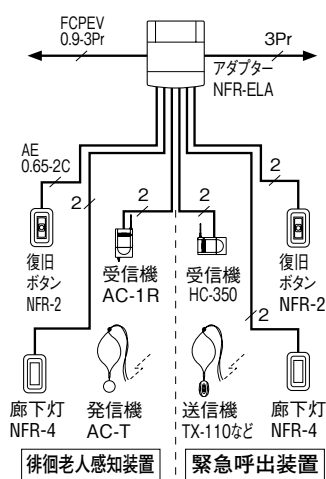 FCPEV
0.9-3Pr
3Pr
アダプター
NFR-ELA
AE
0.65-2C
2
2
2
2
2
復旧
ボタン
NFR-2
受信機
AC-1R
受信機
HC-350
復旧
ボタン
NFR-2
廊下灯
NFR-4
発信機
AC-T
送信機
TX-110など
廊下灯
NFR-4
徘徊老人感知装置
緊急呼出装置